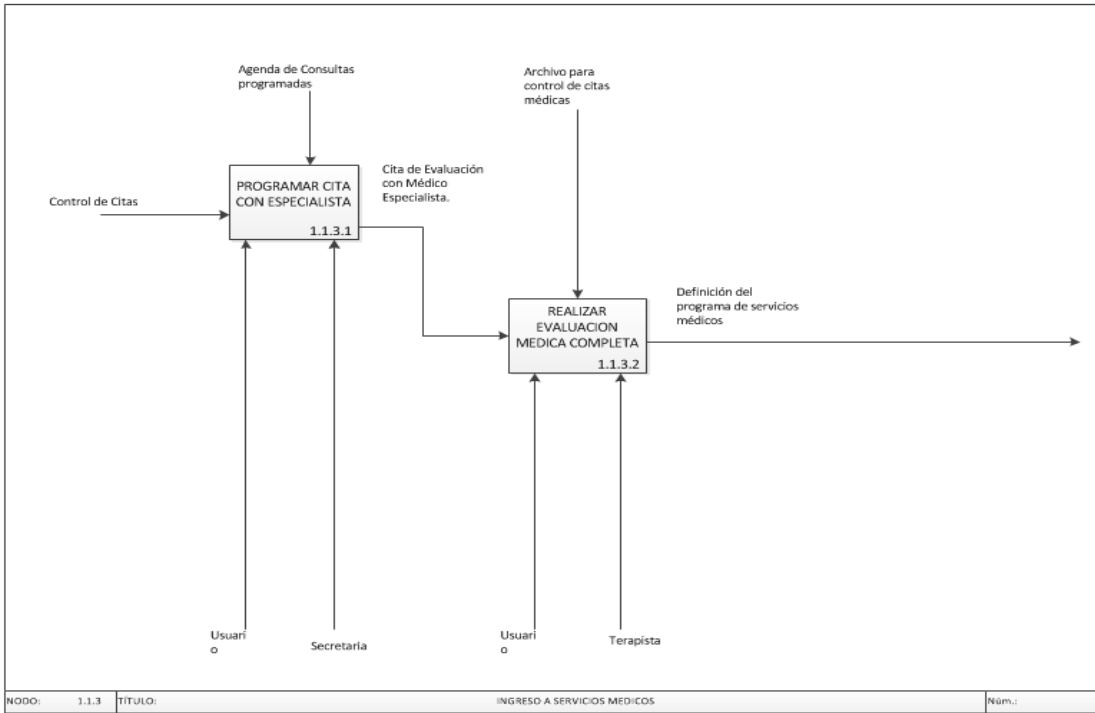 Agenda de Consultas
programadas
Archivo para
control de citas
médicas
Cita de Evaluación
con Médico
Especialista.
PROGRAMAR CITA
CON ESPECIALISTA
1.1.3.1
Control de Citas
Definición del
programa de servicios
médicos
REALIZAR
EVALUACION
MEDICA COMPLETA
1.1.3.2
Usuari
o
Secretaria
Usuari
o
Terapista
NODO: 1.1.3 TÍTULO: INGRESO A SERVICIOS MEDICOS Núm.: